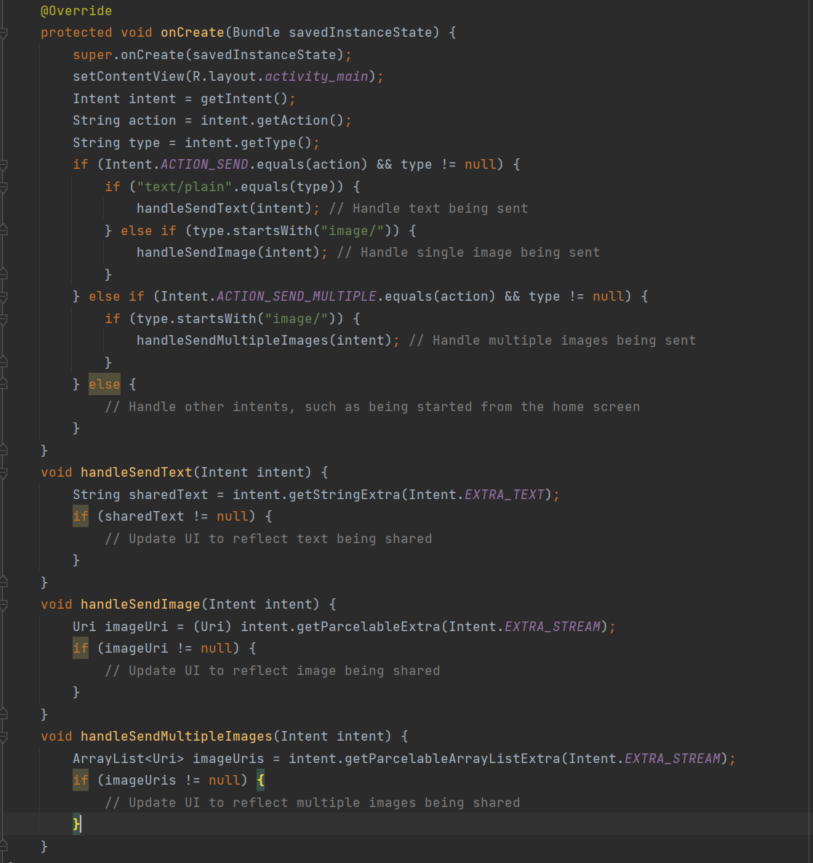 @Override
protected void onCreate(Bundle savedInstanceState) {
    super.onCreate(savedInstanceState);
    setContentView(R.layout.activity_main);
    Intent intent = getIntent();
    String action = intent.getAction();
    String type = intent.getType();
    if (Intent.ACTION_SEND.equals(action) && type != null) {
        if ("text/plain".equals(type)) {
            handleSendText(intent); // Handle text being sent
        } else if (type.startsWith("image/")) {
            handleSendImage(intent); // Handle single image being sent
        }
    } else if (Intent.ACTION_SEND_MULTIPLE.equals(action) && type != null) {
        if (type.startsWith("image/")) {
            handleSendMultipleImages(intent); // Handle multiple images being sent
        }
    } else {
        // Handle other intents, such as being started from the home screen
    }
}
void handleSendText(Intent intent) {
    String sharedText = intent.getStringExtra(Intent.EXTRA_TEXT);
    if (sharedText != null) {
        // Update UI to reflect text being shared
    }
}
void handleSendImage(Intent intent) {
    Uri imageUri = (Uri) intent.getParcelableExtra(Intent.EXTRA_STREAM);
    if (imageUri != null) {
        // Update UI to reflect image being shared
    }
}
void handleSendMultipleImages(Intent intent) {
    ArrayList<Uri> imageUris = intent.getParcelableArrayListExtra(Intent.EXTRA_STREAM);
    if (imageUris != null) {
        // Update UI to reflect multiple images being shared
    }
}